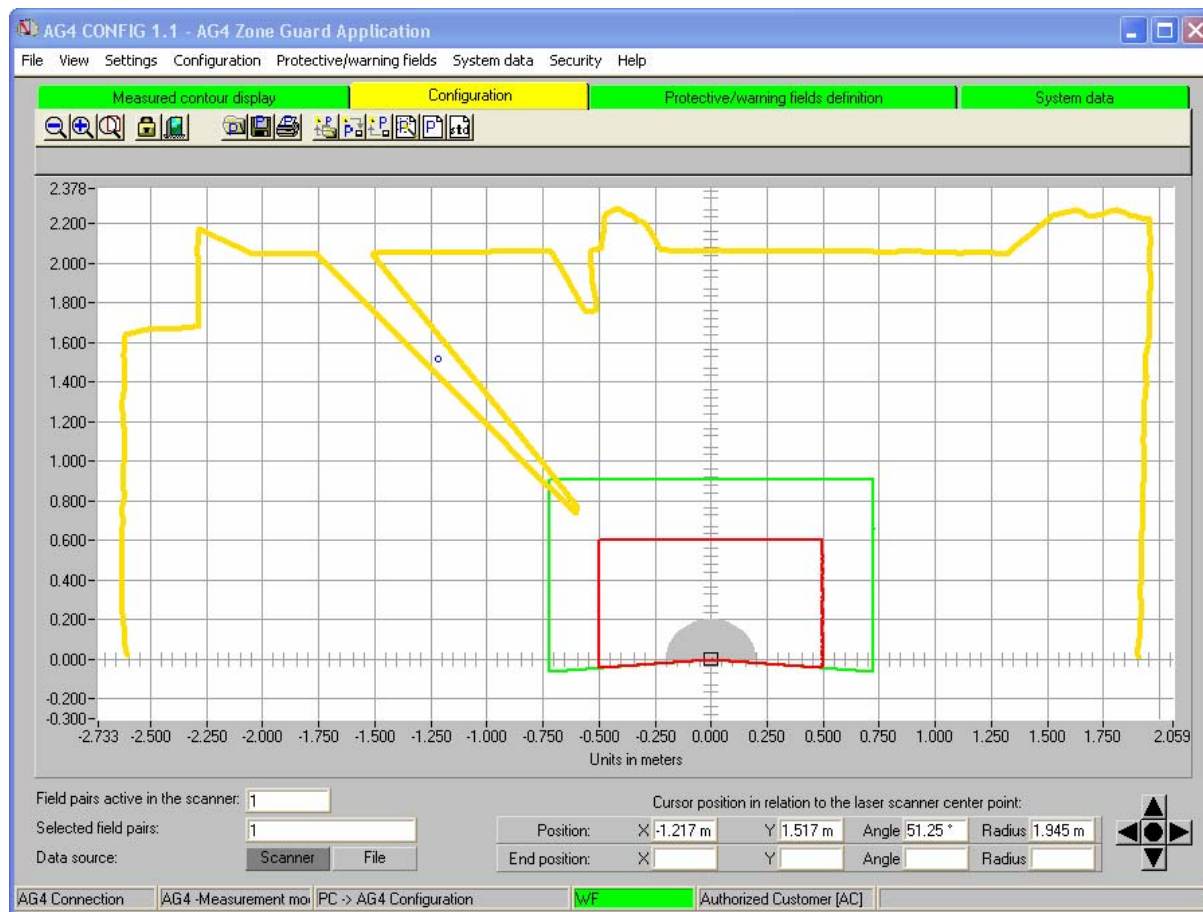 AG4 CONFIG 1.1 - AG4 Zone Guard Application
File View Settings Configuration Protective/warning fields System data Security Help
Measured contour display Configuration Protective/warning fields definition System data
P P P P P std
2.378
2.200
2.000
1.800
1.600
1.400
1.200
1.000
0.800
0.600
0.400
0.200
0.000
-0.200
-0.300
-2.733 -2.500 -2.250 -2.000 -1.750 -1.500 -1.250 -1.000 -0.750 -0.500 -0.250 0.000 0.250 0.500 0.750 1.000 1.250 1.500 1.750 2.059
Units in meters
Field pairs active in the scanner: 1
Cursor position in relation to the laser scanner center point:
Selected field pairs: 1
Position: X -1.217 m Y 1.517 m Angle 51.25 ° Radius 1.945 m
Data source: Scanner File
End position: X Y Angle Radius
AG4 Connection AG4 -Measurement mo PC -> AG4 Configuration WF Authorized Customer [AC]